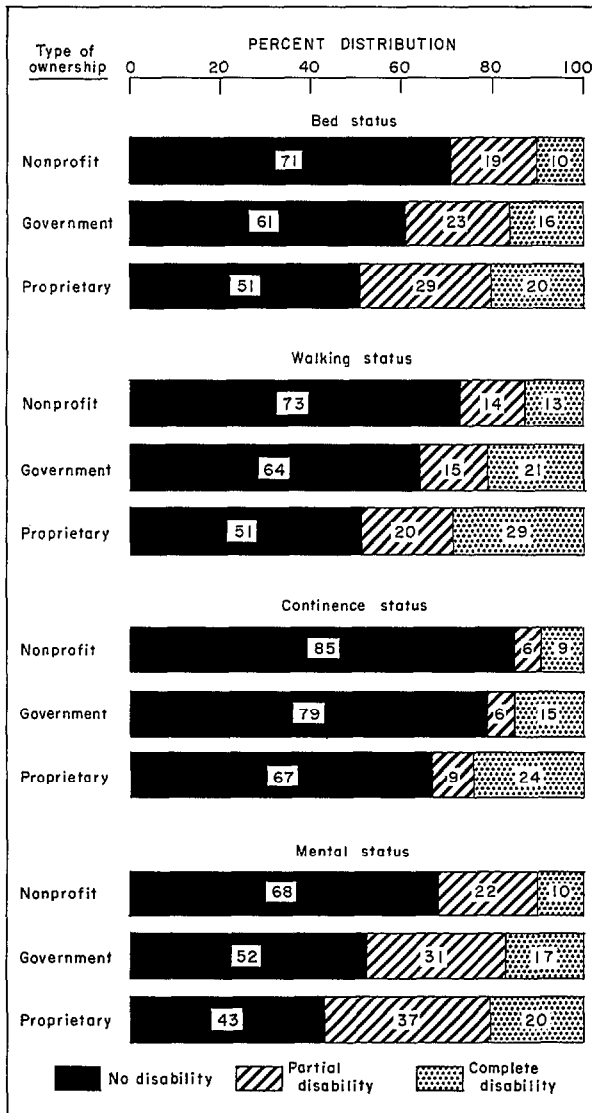 Type of ownership
PERCENT DISTRIBUTION
0 20 40 60 80 100
Bed status
Nonprofit 71 19 10
Government 61 23 16
Proprietary 51 29 20
Walking status
Nonprofit 73 14 13
Government 64 15 21
Proprietary 51 20 29
Continence status
Nonprofit 85 6 9
Government 79 6 15
Proprietary 67 9 24
Mental status
Nonprofit 68 22 10
Government 52 31 17
Proprietary 43 37 20
No disability
Partial disability
Complete disability